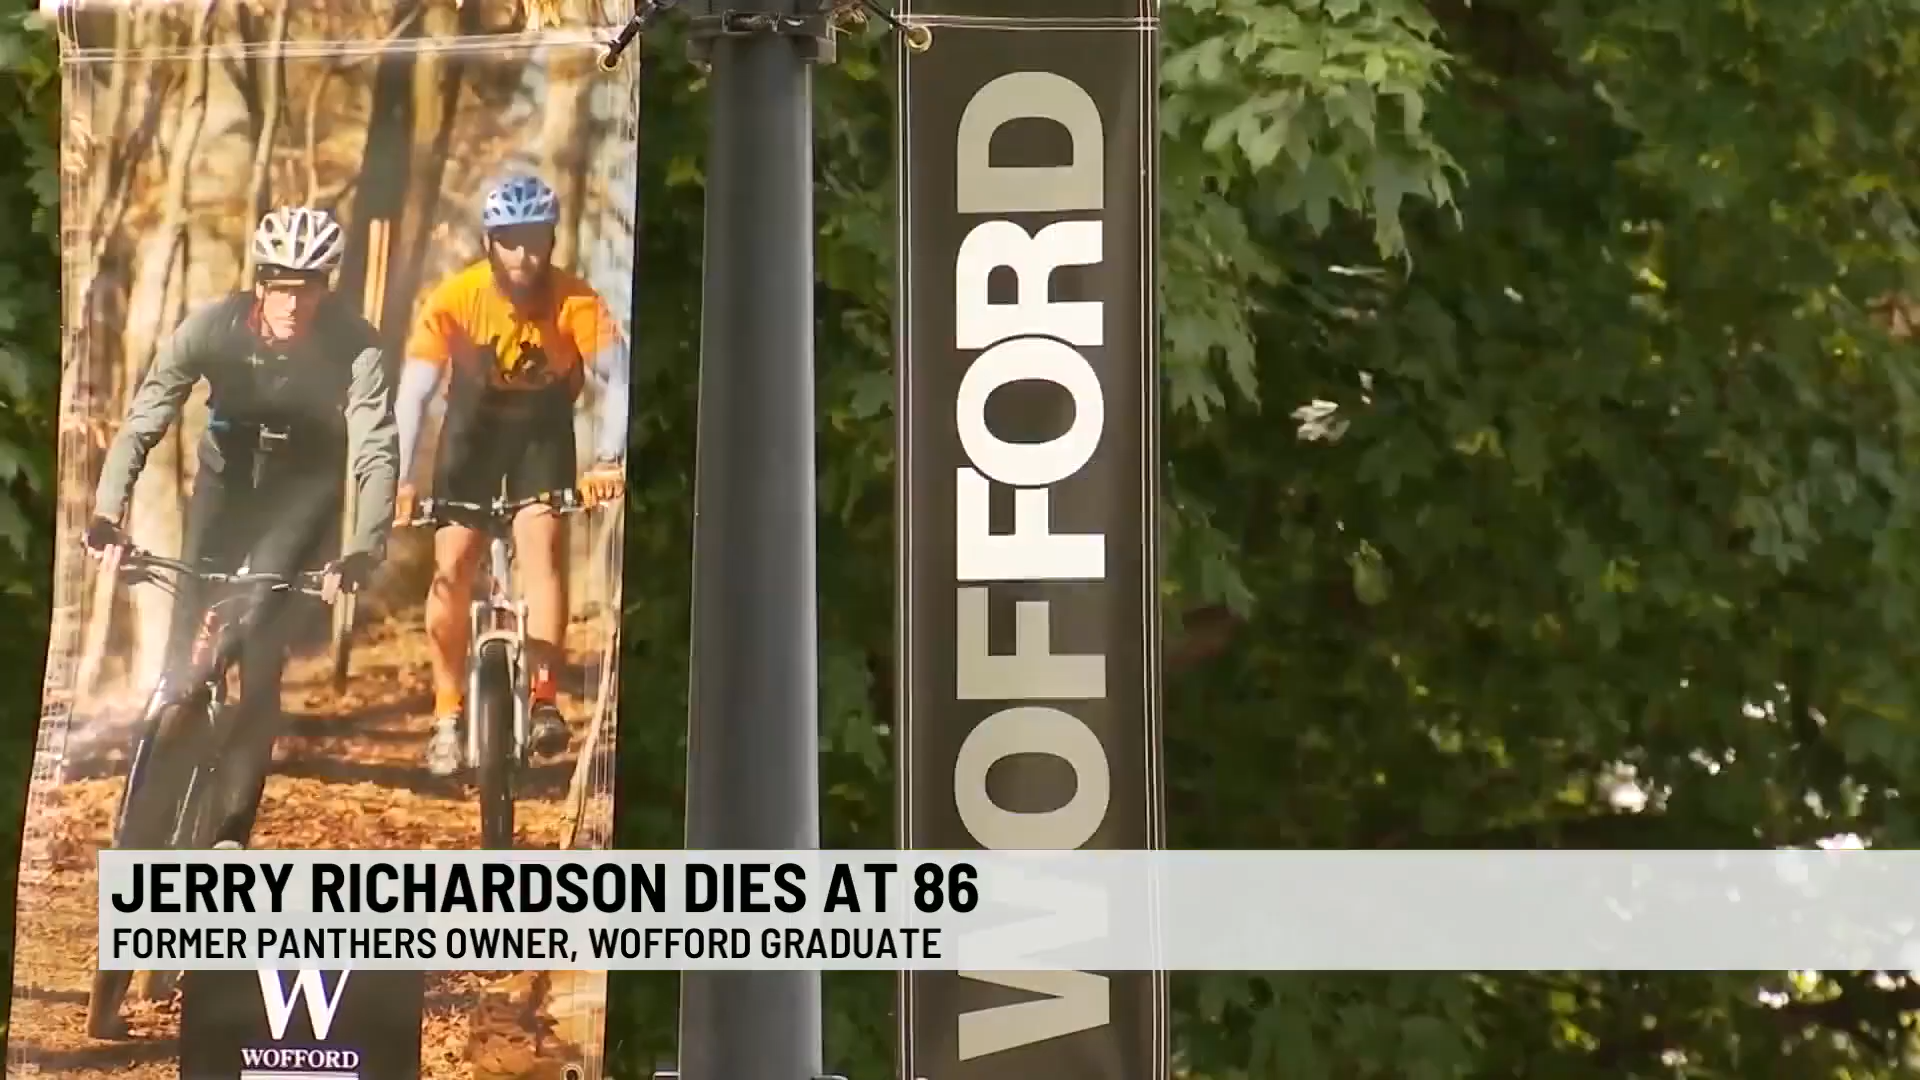 WOFFORD
JERRY RICHARDSON DIES AT 86
FORMER PANTHERS OWNER, WOFFORD GRADUATE
W
WOFFORD